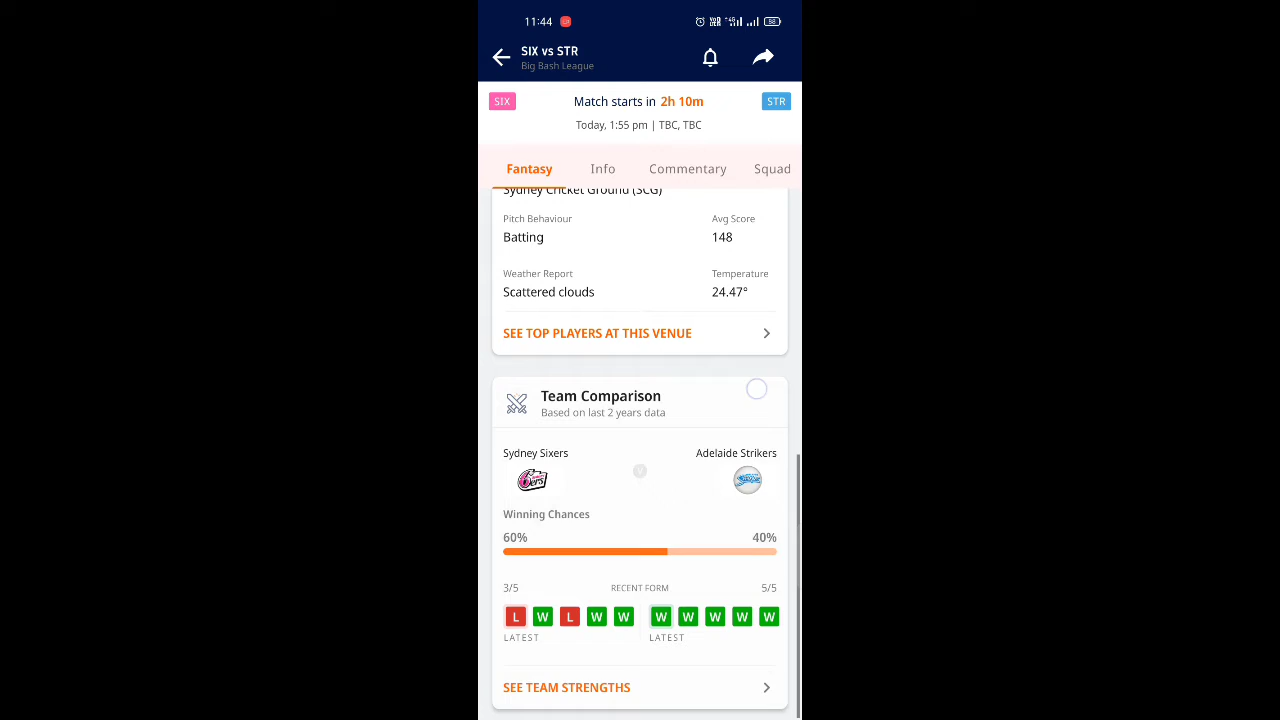 11:44
58
SIX vs STR
Big Bash League
SIX
Match starts in 2h 10m
STR
Today, 1:55 pm | TBC, TBC
Fantasy Info Commentary Squad
Sydney Cricket Ground (SCG)
Pitch Behaviour Avg Score
Batting 148
Weather Report Temperature
Scattered clouds 24.47°
SEE TOP PLAYERS AT THIS VENUE
Team Comparison
Based on last 2 years data
Sydney Sixers Adelaide Strikers
V
6ers
Winning Chances
60% 40%
3/5 RECENT FORM 5/5
L W L W W W W W W W
LATEST LATEST
SEE TEAM STRENGTHS